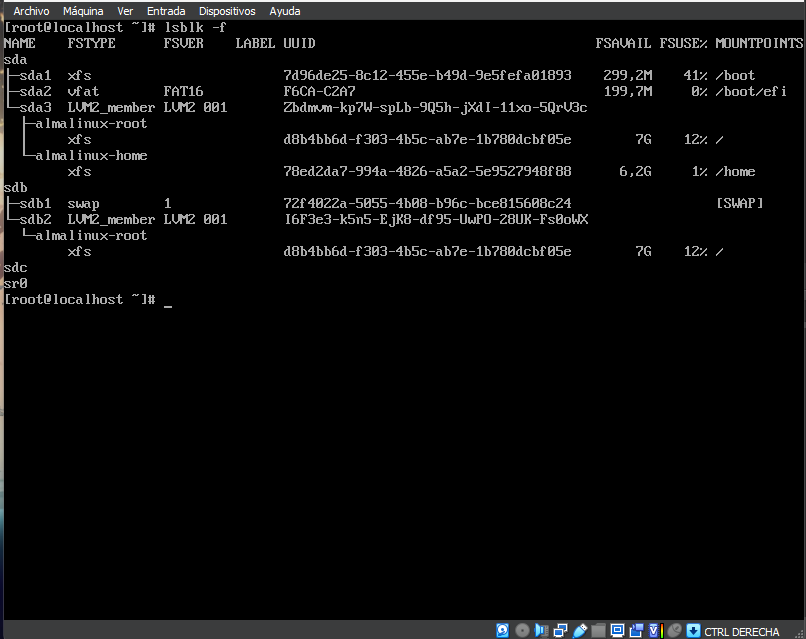 Archivo Máquina Ver Entrada Dispositivos Ayuda
[root@localhost ~]# lsblk -f
NAME FSTYPE FSVER LABEL UUID FSAVAIL FSUSE% MOUNTPOINTS
sda
├─sda1 xfs 7d96de25-8c12-455e-b49d-9e5fefa01893 299,2M 41% /boot
├─sda2 vfat FAT16 F6CA-C2A7 199,7M 0% /boot/efi
└─sda3 LVM2_member LVM2 001 Zbdmvm-kp7W-spLb-9Q5h-jXdI-11xo-5QrV3c
├─almalinux-root
xfs d8b4bb6d-f303-4b5c-ab7e-1b780dcbf05e 7G 12% /
└─almalinux-home
xfs 78ed2da7-994a-4826-a5a2-5e9527948f88 6,2G 1% /home
sdb
├─sdb1 swap 1 72f4022a-5055-4b08-b96c-bce815608c24 [SWAP]
└─sdb2 LVM2_member LVM2 001 I6F3e3-k5n5-EjK8-df95-UwPO-28UK-Fs0oWX
└─almalinux-root
xfs d8b4bb6d-f303-4b5c-ab7e-1b780dcbf05e 7G 12% /
sdc
sr0
[root@localhost ~]# _
CTRL DERECHA